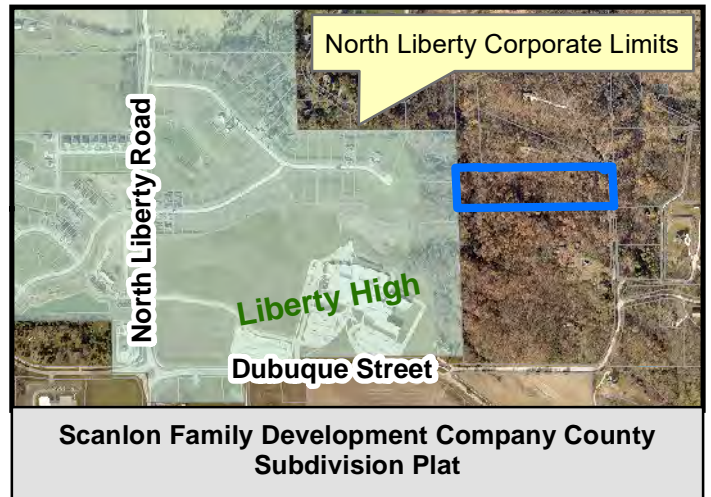 North Liberty Corporate Limits
North Liberty Road
Liberty High
Dubuque Street
Scanlon Family Development Company County
Subdivision Plat